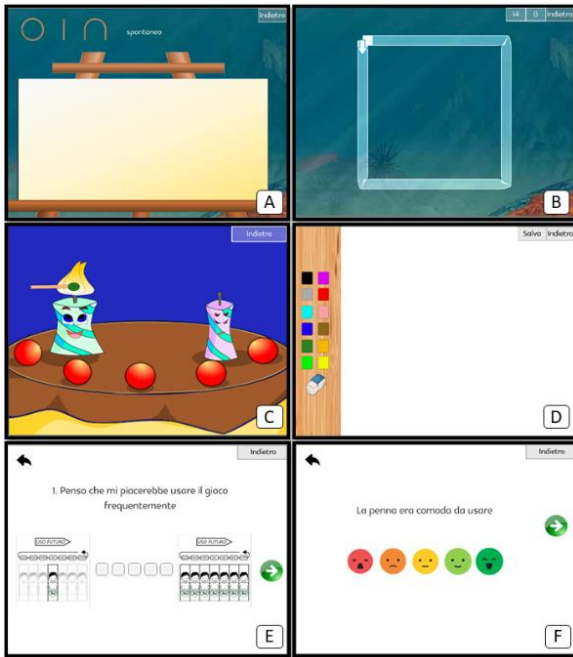 spontaneo
Indietro
A
14 0 Indietro
B
Indietro
C
Salva Indietro
D
Indietro
1. Penso che mi piacerebbe usare il gioco
frequentemente
USO FUTURO
USO FUTURO
E
Indietro
La penna era comoda da usare
F